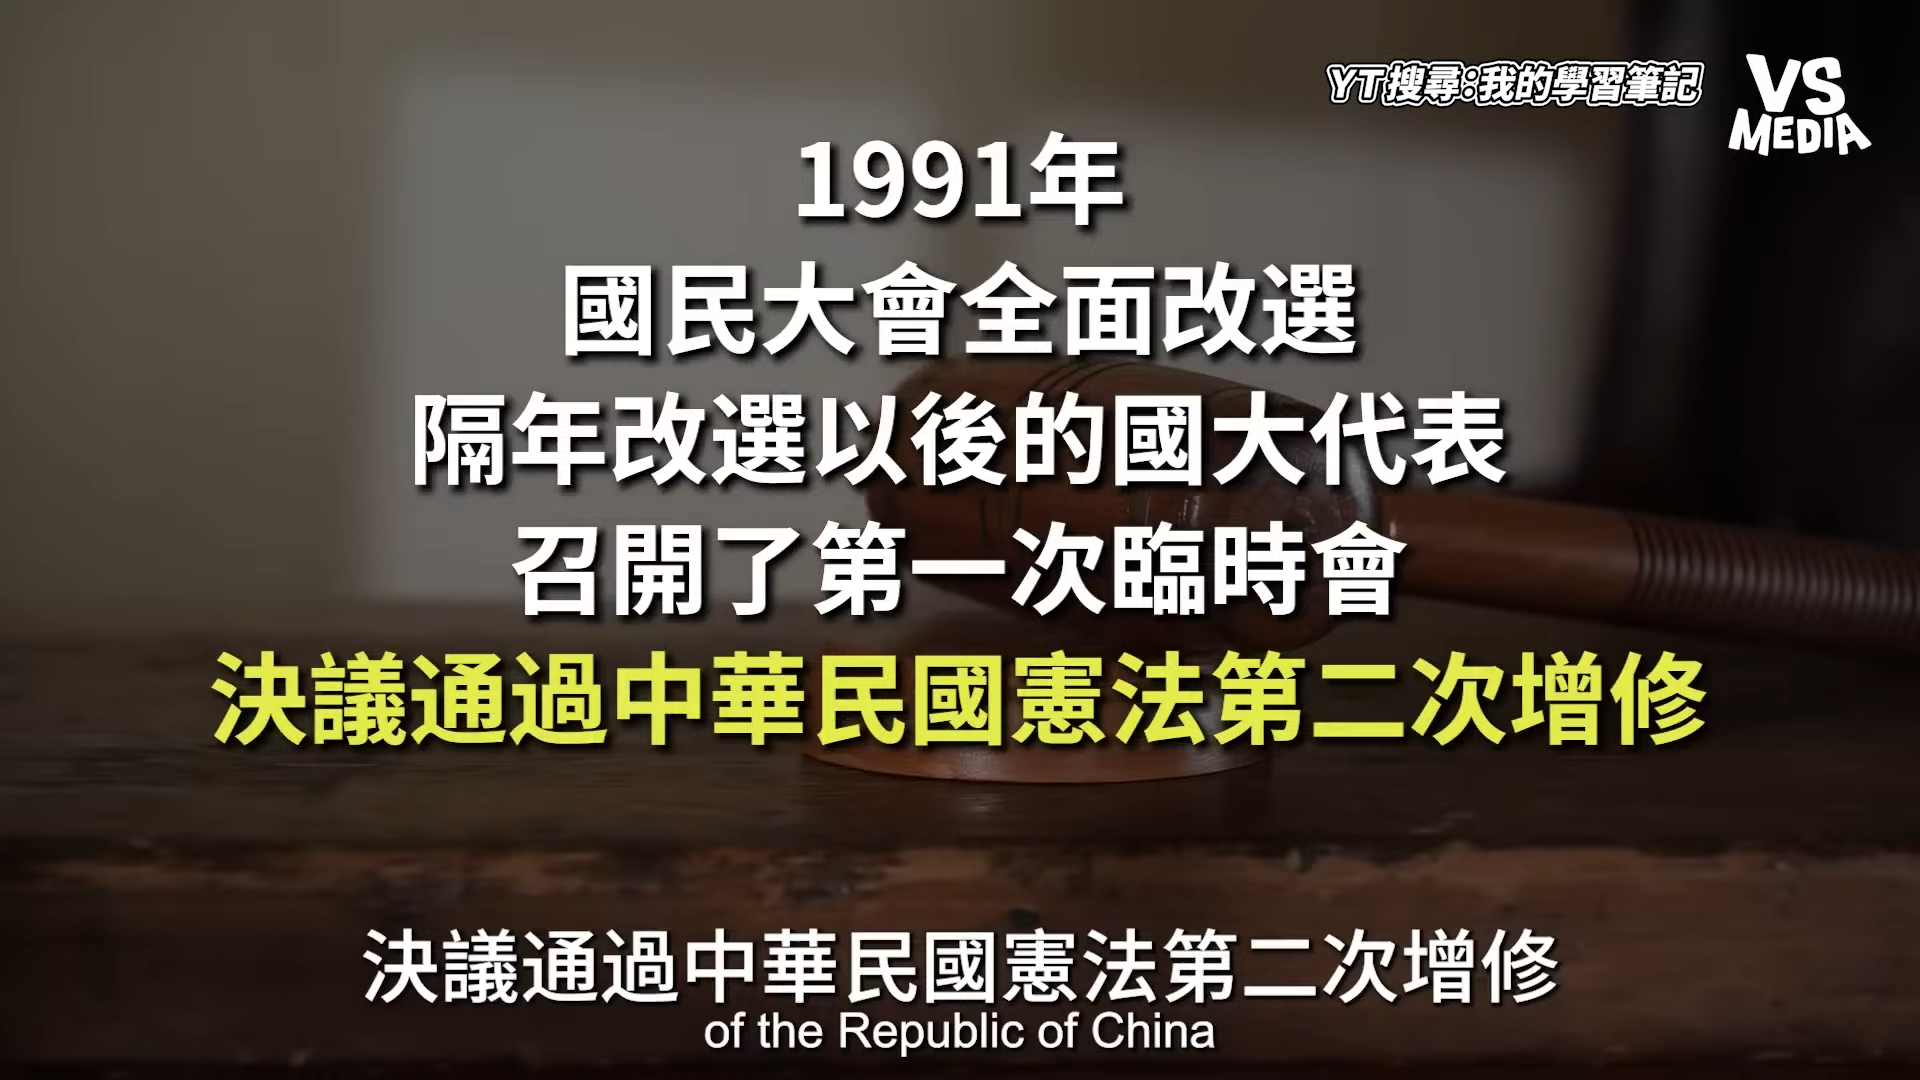 YT搜尋:我的學習筆記
VS
MEDIA
1991年
國民大會全面改選
隔年改選以後的國大代表
召開了第一次臨時會
決議通過中華民國憲法第二次增修
決議通過中華民國憲法第二次增修
of the Republic of China